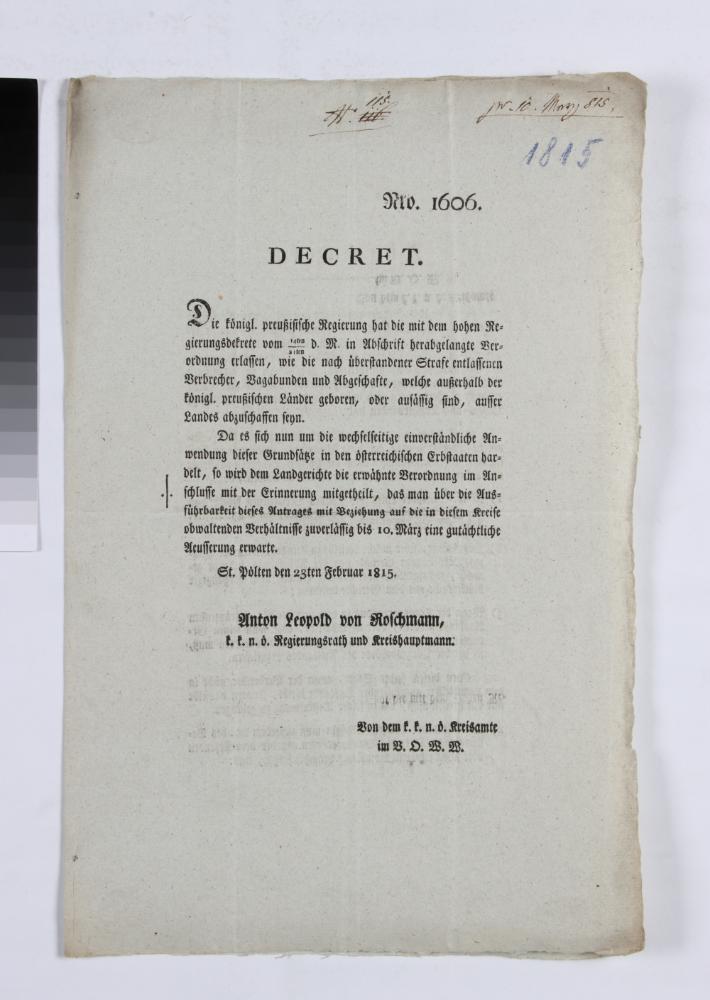 115.
pr. 10. März 815.
1815
Nro. 1606.
DECRET.
Die königl. preußisische Regierung hat die mit dem hohen Re-
gierungsdekrete vom d. M. in Abschrift herabgelangte Ver-
ordnung erlassen, wie die nach überstandener Strafe entlassenen
Verbrecher, Vagabunden und Abgeschafte, welche außerhalb der
königl. preußischen Länder geboren, oder ansässig sind, ausser
Landes abzuschaffen seyn.
Da es sich nun um die wechselseitige einverständliche An-
wendung dieser Grundsätze in den österreichischen Erbstaaten han-
delt, so wird dem Landgerichte die erwähnte Verordnung im An-
schlusse mit der Erinnerung mitgetheilt, das man über die Aus-
führbarkeit dieses Antrages mit Beziehung auf die in diesem Kreise
obwaltenden Verhältnisse zuverlässig bis 10. März eine gutächtliche
Aeusserung erwarte.
St. Pölten den 23ten Februar 1815.
Anton Leopold von Roschmann,
k. k. n. ö. Regierungsrath und Kreishauptmann.
Von dem k. k. n. ö. Kreisamte
im V. O. W. W.